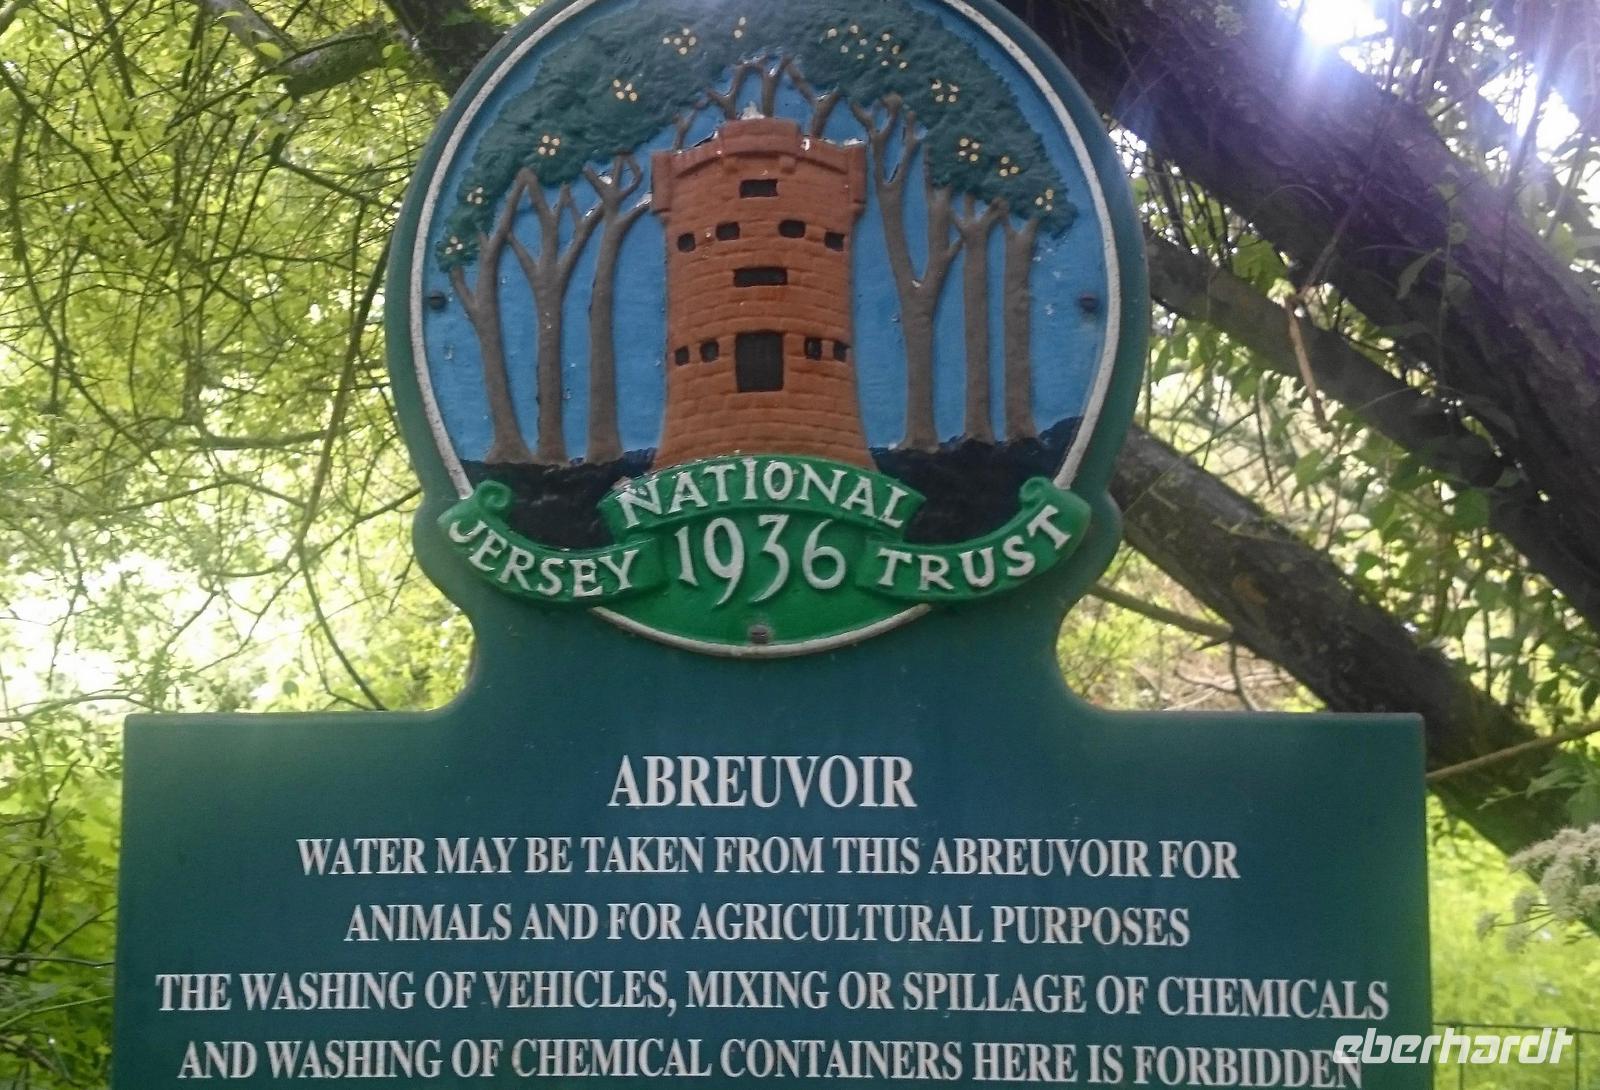 NATIONAL
JERSEY 1936 TRUST
ABREUVOIR
WATER MAY BE TAKEN FROM THIS ABREUVOIR FOR
ANIMALS AND FOR AGRICULTURAL PURPOSES
THE WASHING OF VEHICLES, MIXING OR SPILLAGE OF CHEMICALS
AND WASHING OF CHEMICAL CONTAINERS HERE IS FORBIDDEN
eberhardt